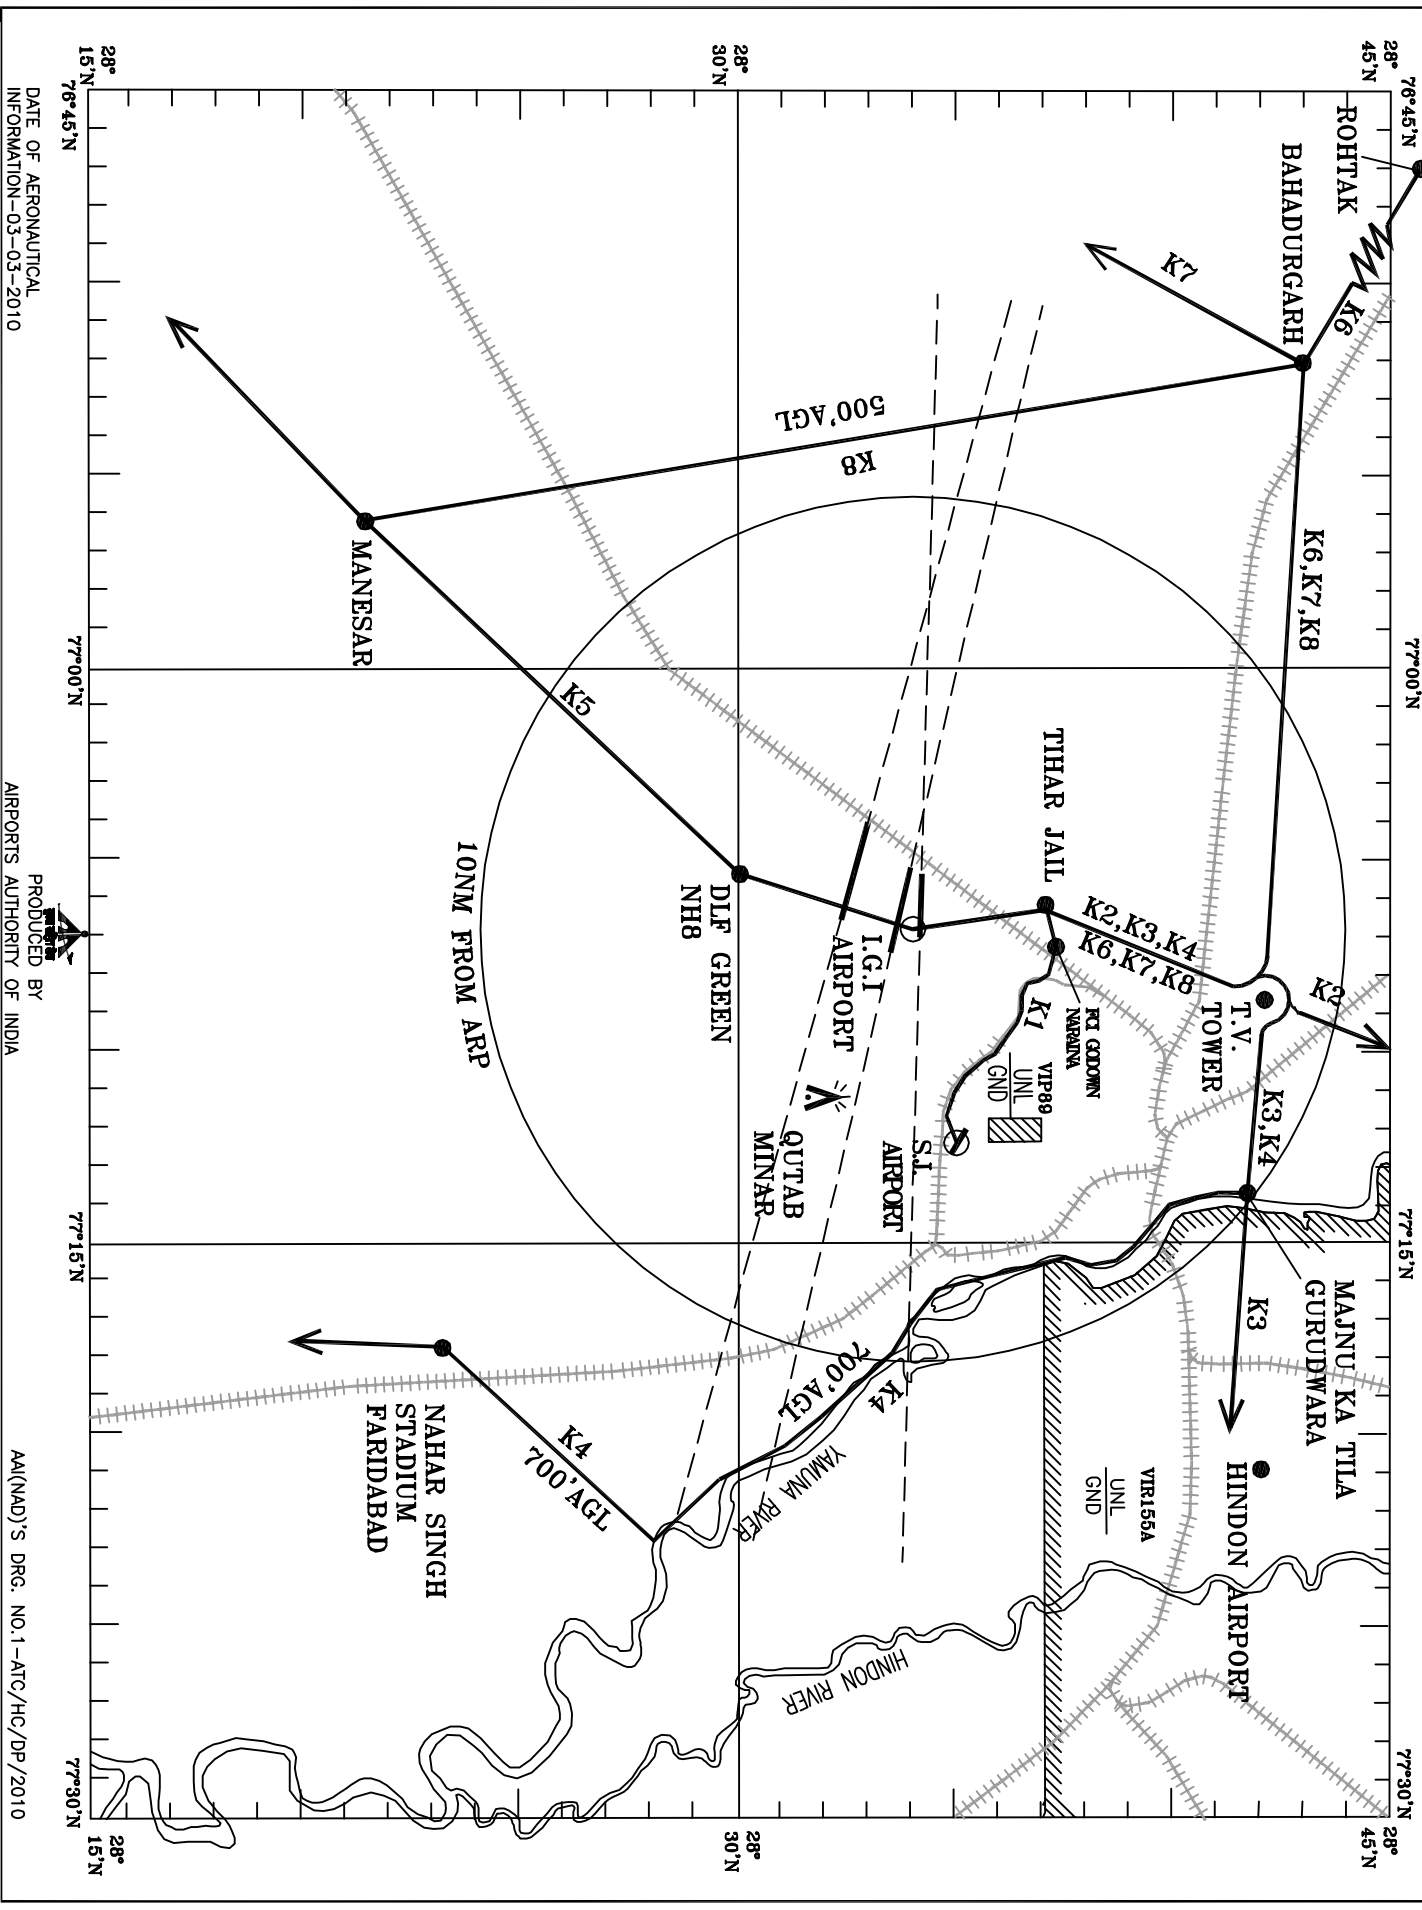 76°45'N
77°00'N
77°15'N
77°30'N
28°
45'N
28°
45'N
ROHTAK
K6
BAHADURGARH
K7
K6,K7,K8
K2
T.V.
TOWER
K3,K4
MAJNU KA TILA
GURUDWARA
K3
HINDON AIRPORT
K2,K3,K4
K6,K7,K8
TIHAR JAIL
FCI GODOWN
NARAINA
K1
VIP89
UNL
GND
VIR155A
UNL
GND
S.J.
AIRPORT
I.G.I
AIRPORT
QUTAB
MINAR
500'AGL
K8
700'AGL
K4
YAMUNA RIVER
HINDON RIVER
28°
30'N
28°
30'N
DLF GREEN
NH8
K5
MANESAR
10NM FROM ARP
K4
700'AGL
NAHAR SINGH
STADIUM
FARIDABAD
28°
15'N
28°
15'N
76°45'N
77°00'N
77°15'N
77°30'N
DATE OF AERONAUTICAL
INFORMATION-03-03-2010
PRODUCED BY
AIRPORTS AUTHORITY OF INDIA
AAI(NAD)'S DRG. NO.1-ATC/HC/DP/2010